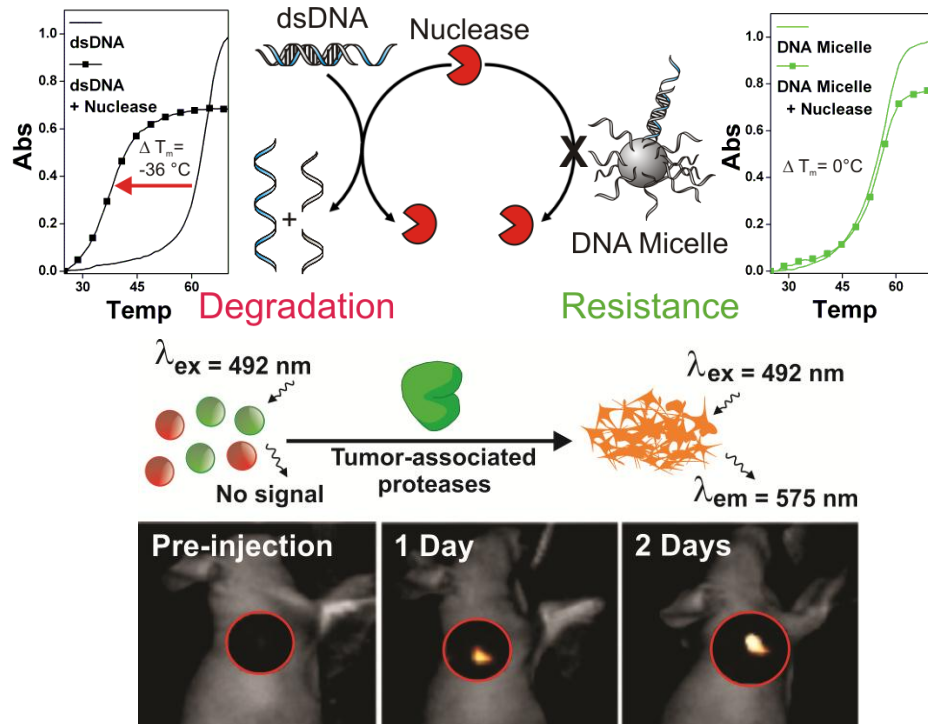 dsDNA
dsDNA
+ Nuclease
Δ Tm=
-36 °C
Abs
1.0
0.8
0.6
0.4
0.2
0.0
30
45
60
Temp
dsDNA
Nuclease
+
X
DNA Micelle
Degradation
Resistance
DNA Micelle
DNA Micelle
+ Nuclease
Δ Tm= 0°C
Abs
1.0
0.8
0.6
0.4
0.2
0.0
30
45
60
Temp
λex = 492 nm
No signal
Tumor-associated
proteases
λex = 492 nm
λem = 575 nm
Pre-injection
1 Day
2 Days